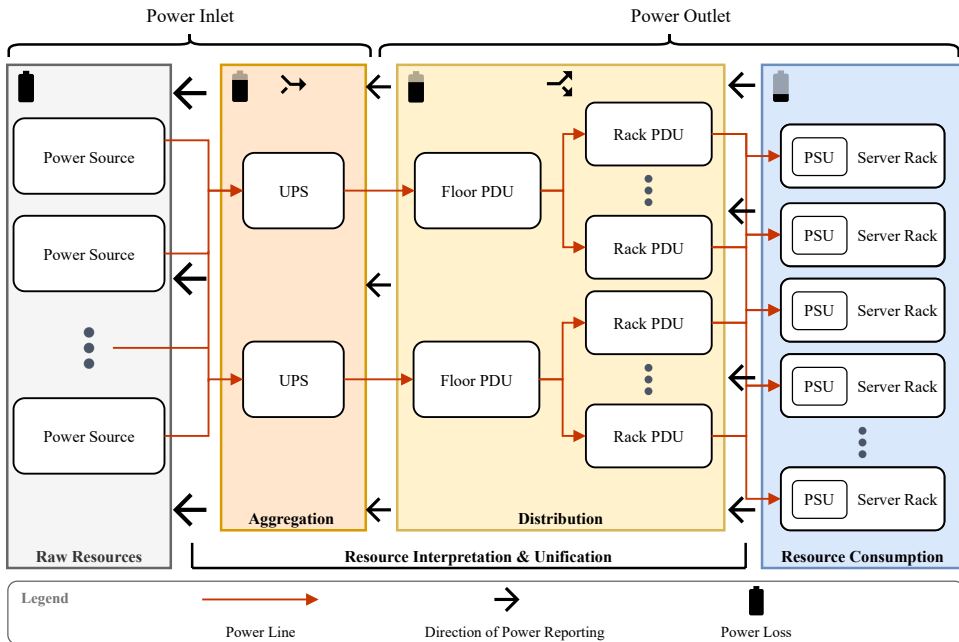 Power Inlet
Power Outlet
Power Source
Power Source
Power Source
UPS
UPS
Aggregation
Floor PDU
Floor PDU
Rack PDU
Rack PDU
Rack PDU
Rack PDU
Distribution
PSU Server Rack
PSU Server Rack
PSU Server Rack
PSU Server Rack
PSU Server Rack
Raw Resources
Resource Interpretation & Unification
Resource Consumption
Legend
Power Line
Direction of Power Reporting
Power Loss